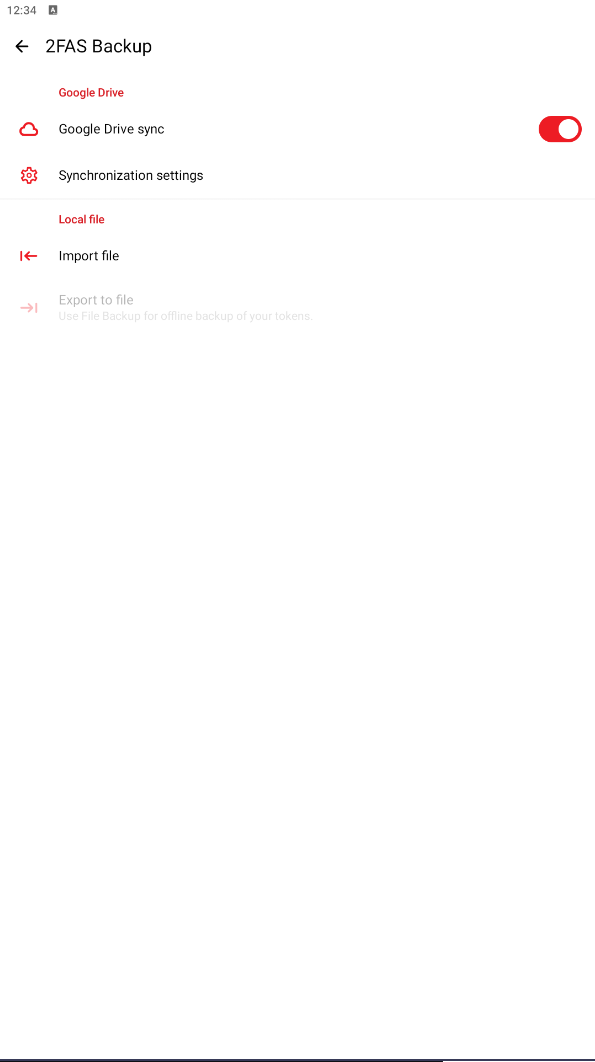 12:34 A
2FAS Backup
Google Drive
Google Drive sync
Synchronization settings
Local file
Import file
Export to file
Use File Backup for offline backup of your tokens.